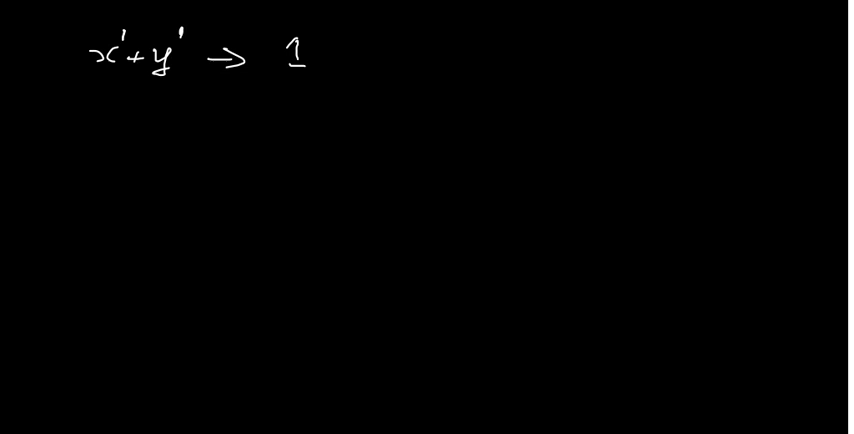 x' + y' → 1